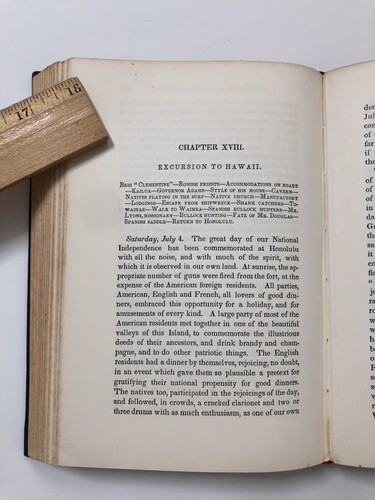 17
18
CHAPTER XVIII.
EXCURSION TO HAWAII.
BRIG "CLEMENTINE"—ROMISH PRIESTS—ACCOMMODATIONS ON BOARD
—KAILUA—GOVERNOR ADAMS—STYLE OF HIS HOUSE—CAVERN—
NATIVES PLAYING IN THE SURF—NATIVE CHURCH—MANUFACTORY
—LODGINGS—ESCAPE FROM SHIPWRECK—SHARK CATCHERS—TO-
WAIHAE—WALK TO WAIMEA—SPANISH BULLOCK HUNTERS—MR.
LYONS, MISSIONARY—BULLOCK HUNTING—FATE OF MR. DOUGLAS—
SPANISH SADDLE—RETURN TO HONOLULU.
Saturday, July 4. The great day of our National
Independence has been commemorated at Honolulu
with all the noise, and with much of the spirit, with
which it is observed in our own land. At sunrise, the ap-
propriate number of guns were fired from the fort, at the
expense of the American foreign residents. All parties,
American, English and French, all lovers of good din-
ners, embraced this opportunity for a holiday, and for
amusements of every kind. A large party of most of the
American residents met together in one of the beautiful
valleys of this Island, to commemorate the illustrious
deeds of their ancestors, and drink brandy and cham-
pagne, and to do other patriotic things. The English
residents had a dinner by themselves, rejoicing, no doubt,
in an event which gave them so plausible a pretext for
gratifying their national propensity for good dinners.
The natives too, participated in the rejoicings of the day,
and followed, in crowds, a cracked clarionet and two or
three drums with as much enthusiasm, as one of our own